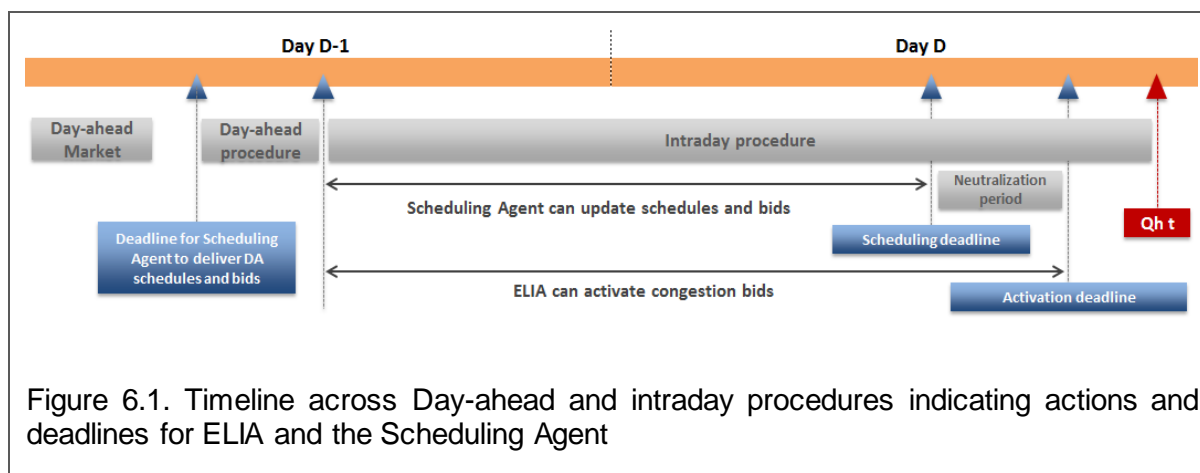 Day D-1
Day D
Day-ahead
Market
Day-ahead
procedure
Intraday procedure
Scheduling Agent can update schedules and bids
Neutralization
period
Deadline for Scheduling
Agent to deliver DA
schedules and bids
Scheduling deadline
Qh t
ELIA can activate congestion bids
Activation deadline
Figure 6.1. Timeline across Day-ahead and intraday procedures indicating actions and
deadlines for ELIA and the Scheduling Agent